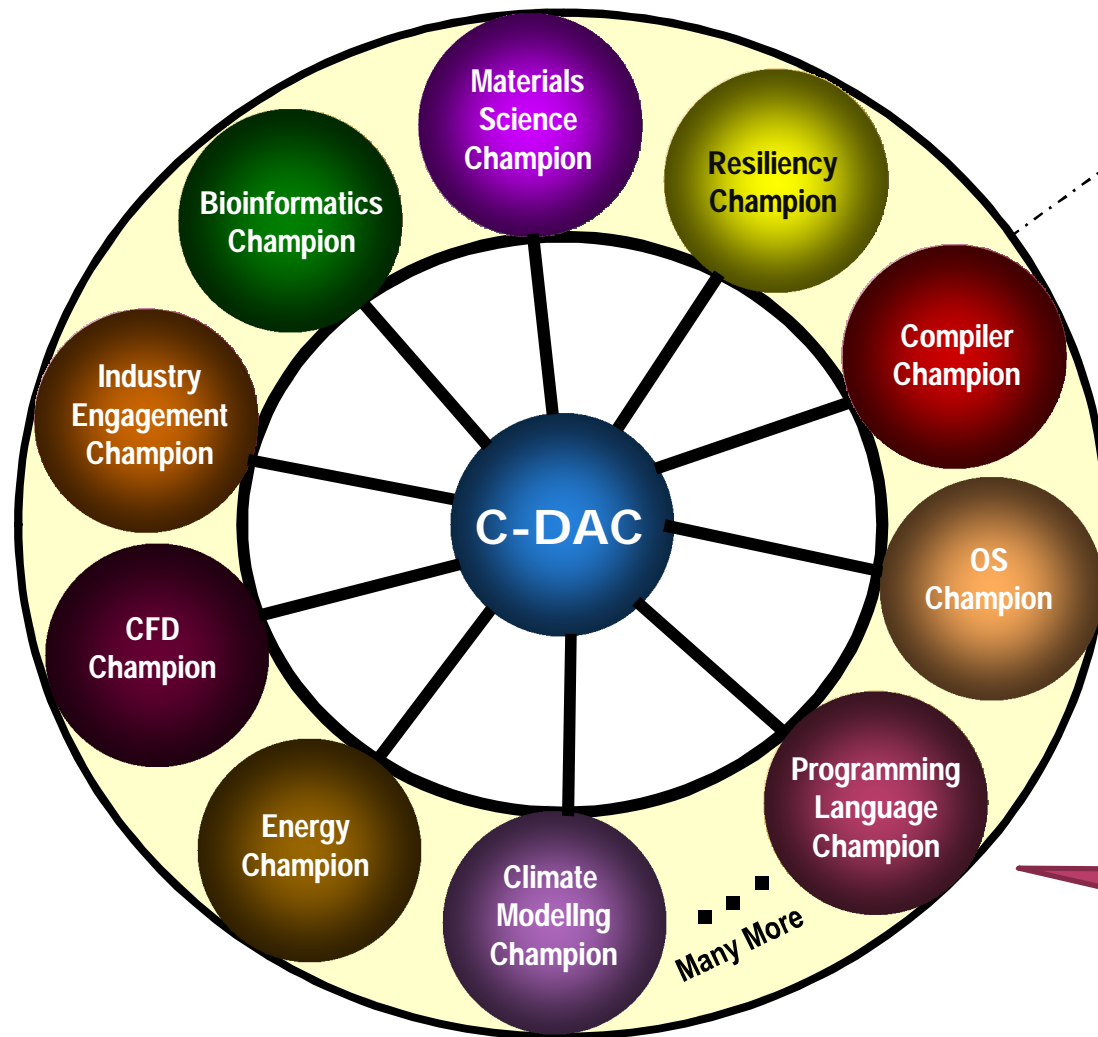 Materials
Science
Champion
Resiliency
Champion
Bioinformatics
Champion
Compiler
Champion
Industry
Engagement
Champion
C-DAC
OS
Champion
CFD
Champion
Programming
Language
Champion
Energy
Champion
Climate
Modellng
Champion
Many More